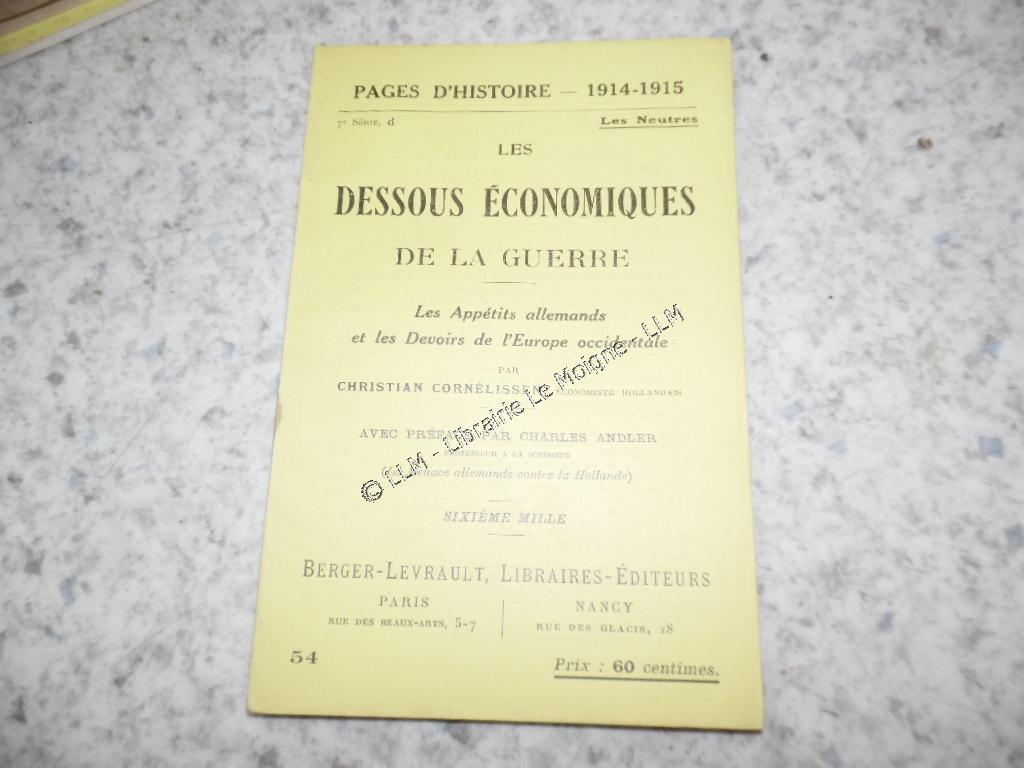 PAGES D'HISTOIRE — 1914-1915
7e Série, d
Les Neutres
LES
DESSOUS ÉCONOMIQUES
DE LA GUERRE
Les Appétits allemands
et les Devoirs de l'Europe occidentale
PAR
CHRISTIAN CORNÉLISSEN, ÉCONOMISTE HOLLANDAIS
AVEC PRÉFACE PAR CHARLES ANDLER
PROFESSEUR A LA SORBONNE
(La Menace allemande contre la Hollande)
SIXIÈME MILLE
BERGER-LEVRAULT, LIBRAIRES-ÉDITEURS
PARIS
RUE DES BEAUX-ARTS, 5-7
NANCY
RUE DES GLACIS, 18
54
Prix : 60 centimes.
© LLM - Librairie Le Moigne - LLM